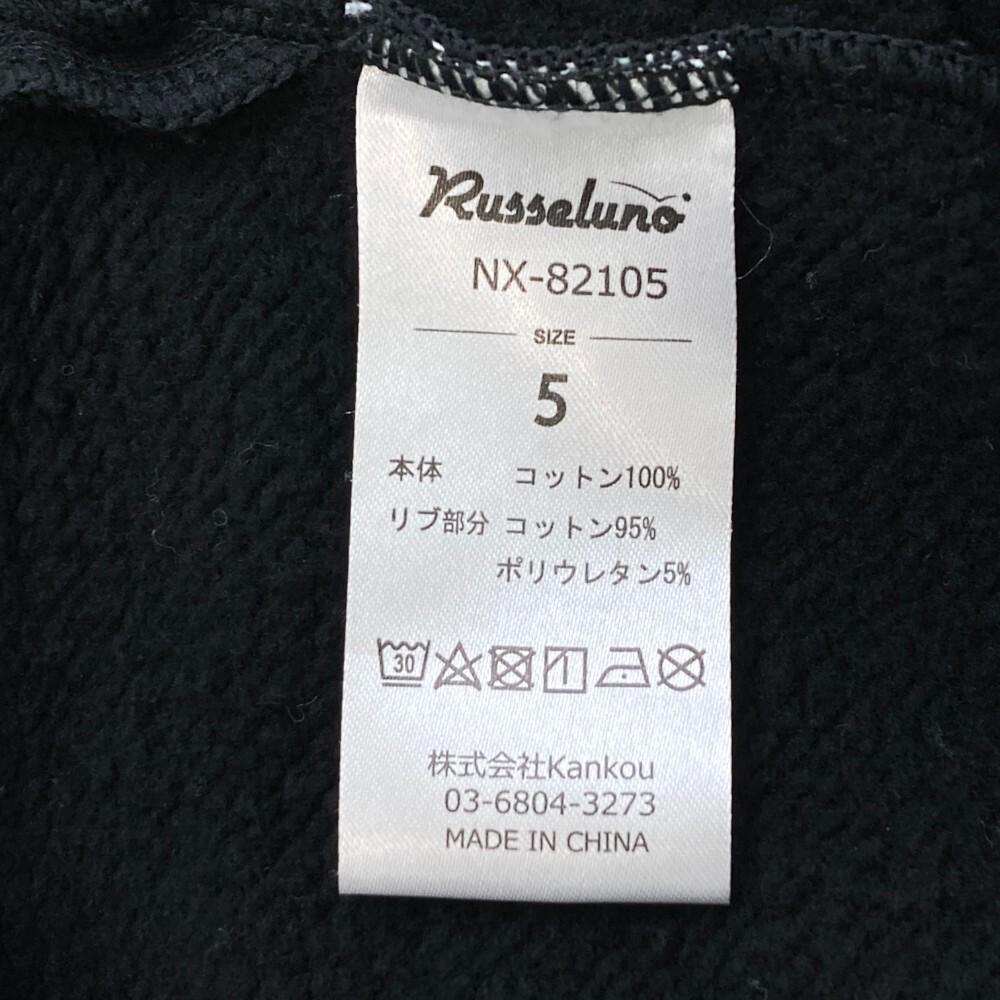 Russeluno
NX-82105
SIZE
5
本体 コットン100%
リブ部分 コットン95%
ポリウレタン5%
30
株式会社Kankou
03-6804-3273
MADE IN CHINA